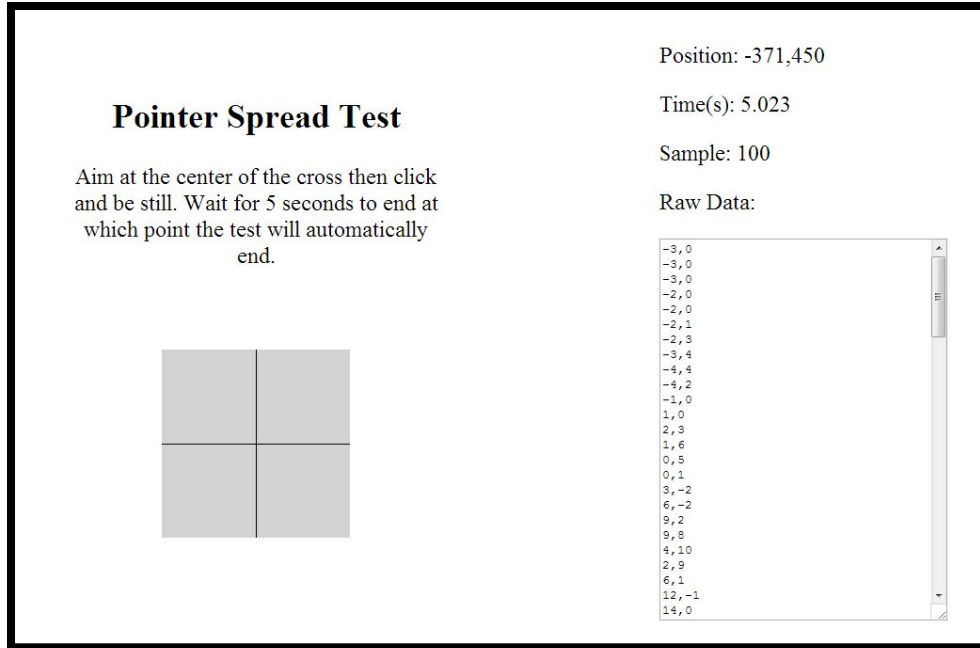 Pointer Spread Test
Aim at the center of the cross then click
and be still. Wait for 5 seconds to end at
which point the test will automatically
end.
Position: -371,450
Time(s): 5.023
Sample: 100
Raw Data:
-3,0
-3,0
-3,0
-2,0
-2,0
-2,1
-2,3
-3,4
-4,4
-4,2
-1,0
1,0
2,3
1,6
0,5
0,1
3,-2
6,-2
9,2
9,8
4,10
2,9
6,1
12,-1
14,0